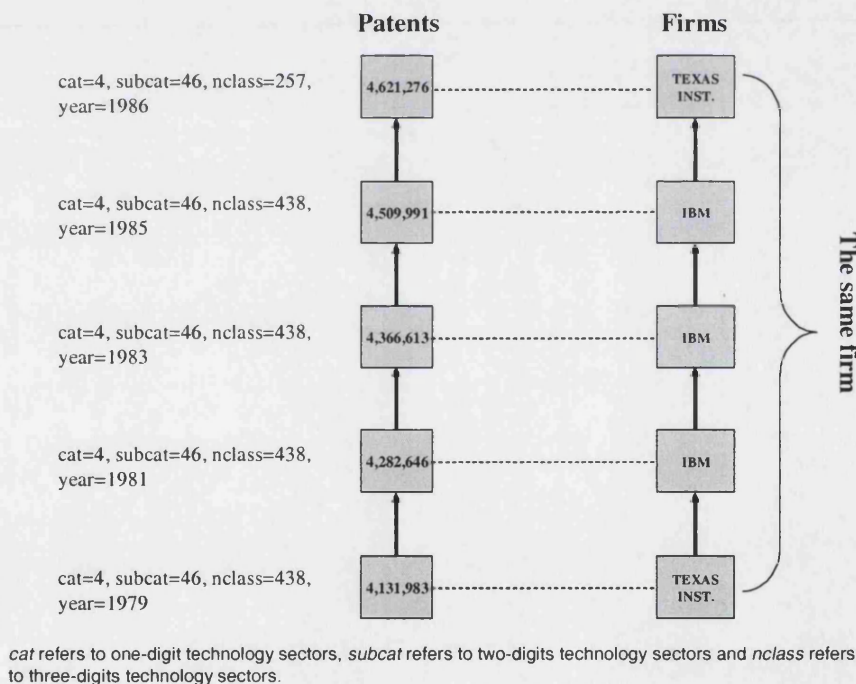 Patents Firms
cat=4, subcat=46, nclass=257,
year=1986
4,621,276
TEXAS
INST.
cat=4, subcat=46, nclass=438,
year=1985
4,509,991
IBM
cat=4, subcat=46, nclass=438,
year=1983
4,366,613
IBM
cat=4, subcat=46, nclass=438,
year=1981
4,282,646
IBM
cat=4, subcat=46, nclass=438,
year=1979
4,131,983
TEXAS
INST.
The same firm
cat refers to one-digit technology sectors, subcat refers to two-digits technology sectors and nclass refers
to three-digits technology sectors.